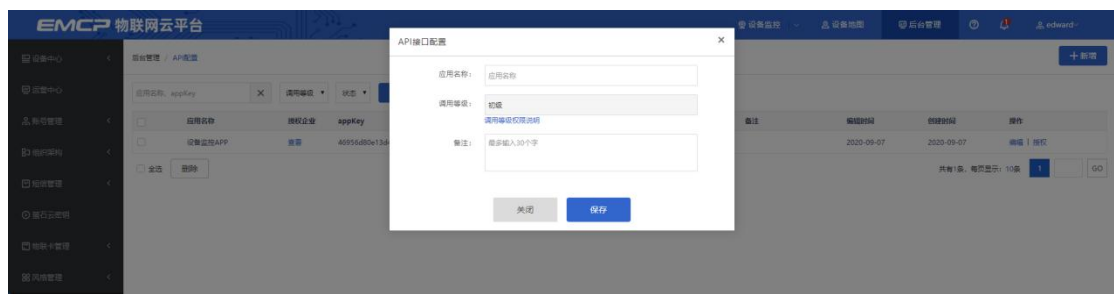 EMCP 物联网云平台
设备监控
设备地图
后台管理
edward
API接口配置
×
后台管理 / API配置
+新增
应用名称:
应用名称
应用名称、appKey
×
调用等级
状态
调用等级:
初级
调用等级权限说明
应用名称
授权企业
appKey
备注
编辑时间
创建时间
操作
设备监控APP
查看
2020-09-07
2020-09-07
编辑 | 授权
备注:
最多输入30个字
全选
删除
共有1条, 每页显示: 10条
1
GO
关闭
保存
设备中心
运营中心
账号管理
组织架构
短信管理
萤石云密钥
物联卡管理
风格管理